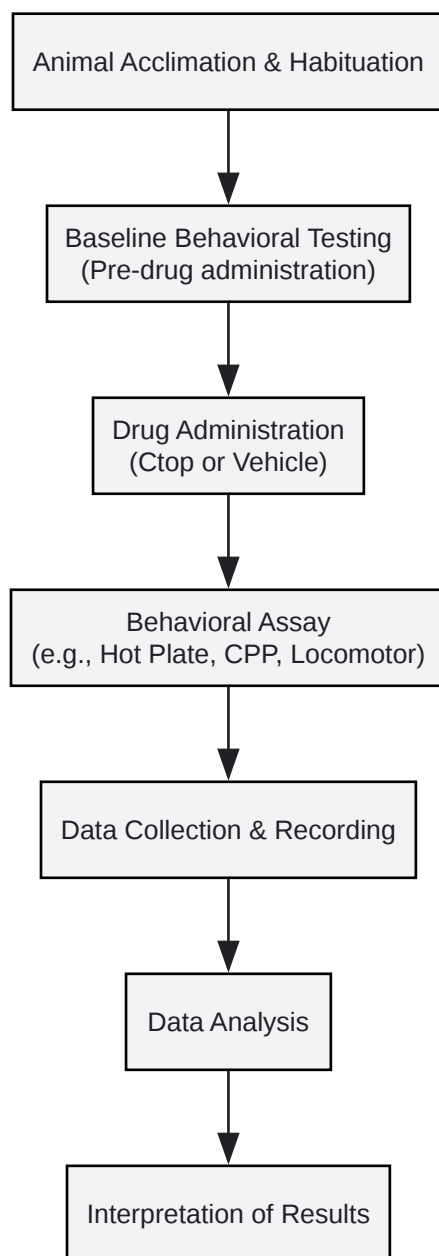 Animal Acclimation & Habituation
Baseline Behavioral Testing
(Pre-drug administration)
Drug Administration
(Ctop or Vehicle)
Behavioral Assay
(e.g., Hot Plate, CPP, Locomotor)
Data Collection & Recording
Data Analysis
Interpretation of Results